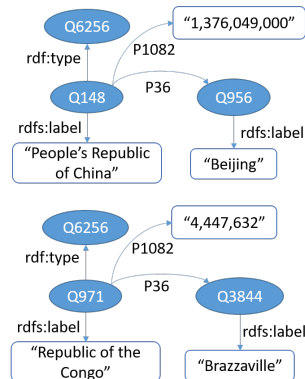 Q6256
"1,376,049,000"
P1082
rdf:type
Q148
P36
Q956
rdfs:label
rdfs:label
"People's Republic
of China"
"Beijing"
Q6256
"4,447,632"
P1082
rdf:type
P36
Q971
Q3844
rdfs:label
rdfs:label
"Republic of the
Congo"
"Brazzaville"